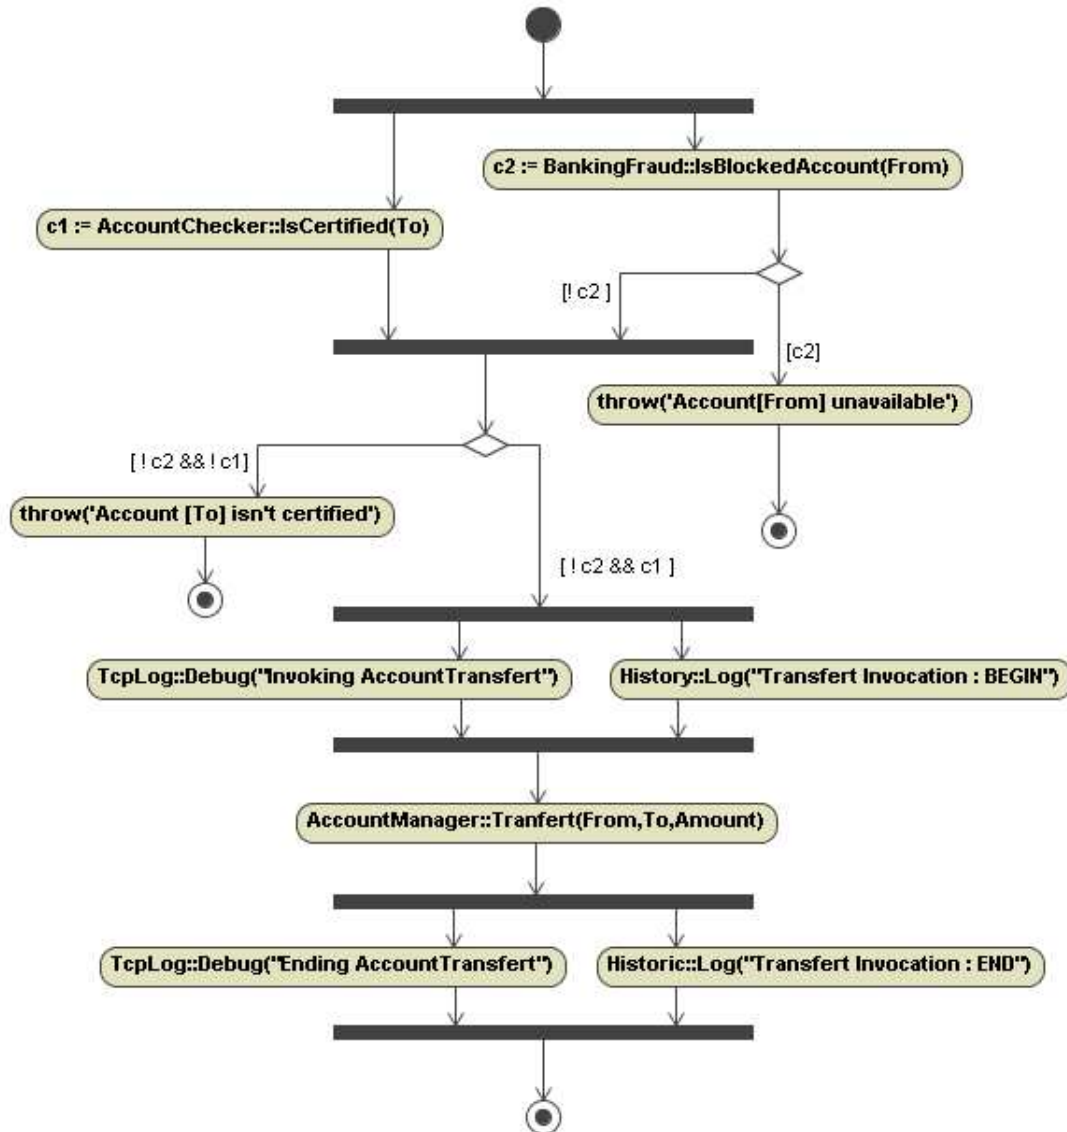 c2 := BankingFraud::IsBlockedAccount(From)
c1 := AccountChecker::IsCertified(To)
[! c2 ]
[c2]
throw('Account[From] unavailable')
[ ! c2 && ! c1]
throw('Account [To] isn't certified')
[ ! c2 && c1 ]
TcpLog::Debug("Invoking AccountTransfert")
History::Log("Transfert Invocation : BEGIN")
AccountManager::Tranfert(From,To,Amount)
TcpLog::Debug("Ending AccountTransfert")
Historic::Log("Transfert Invocation : END")